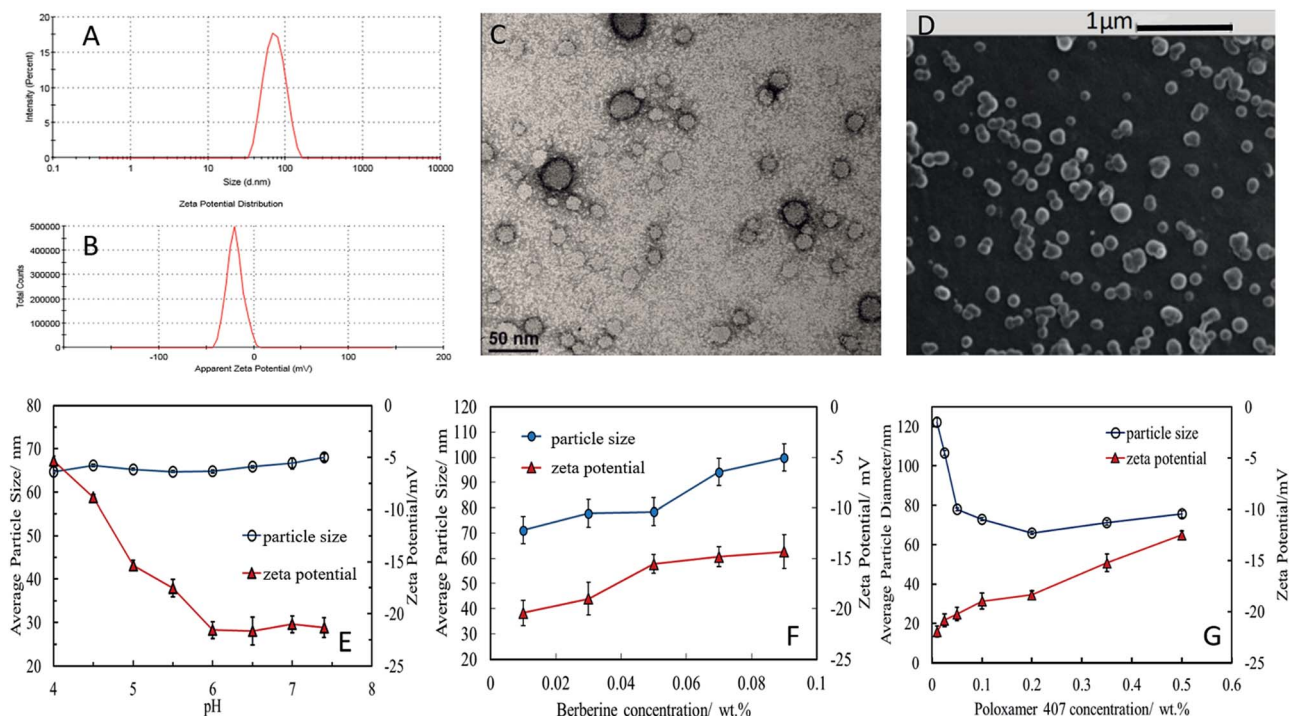 A
Intensity (Percent)
20
15
10
5
0
0.1 1 10 100 1000 10000
Size (d.nm)
Zeta Potential Distribution
B
Total Counts
500000
400000
300000
200000
100000
0
-100 0 100 200
Apparent Zeta Potential (mV)
C
50 nm
D
1µm
E
Average Particle Size/ nm
80
70
60
50
40
30
20
0
-5
-10
-15
-20
-25
Zeta Potential/mV
particle size
zeta potential
4 5 6 7 8
pH
F
Average Particle Size/ nm
120
110
100
90
80
70
60
50
40
30
20
0
-5
-10
-15
-20
-25
Zeta Potential/ mV
particle size
zeta potential
0 0.02 0.04 0.06 0.08 0.1
Berberine concentration/ wt.%
G
Average Particle Diameter/nm
120
100
80
60
40
20
0
0
-5
-10
-15
-20
-25
Zeta Potential/mV
particle size
zeta potential
0 0.1 0.2 0.3 0.4 0.5
Poloxamer 407 concentration/ wt.%